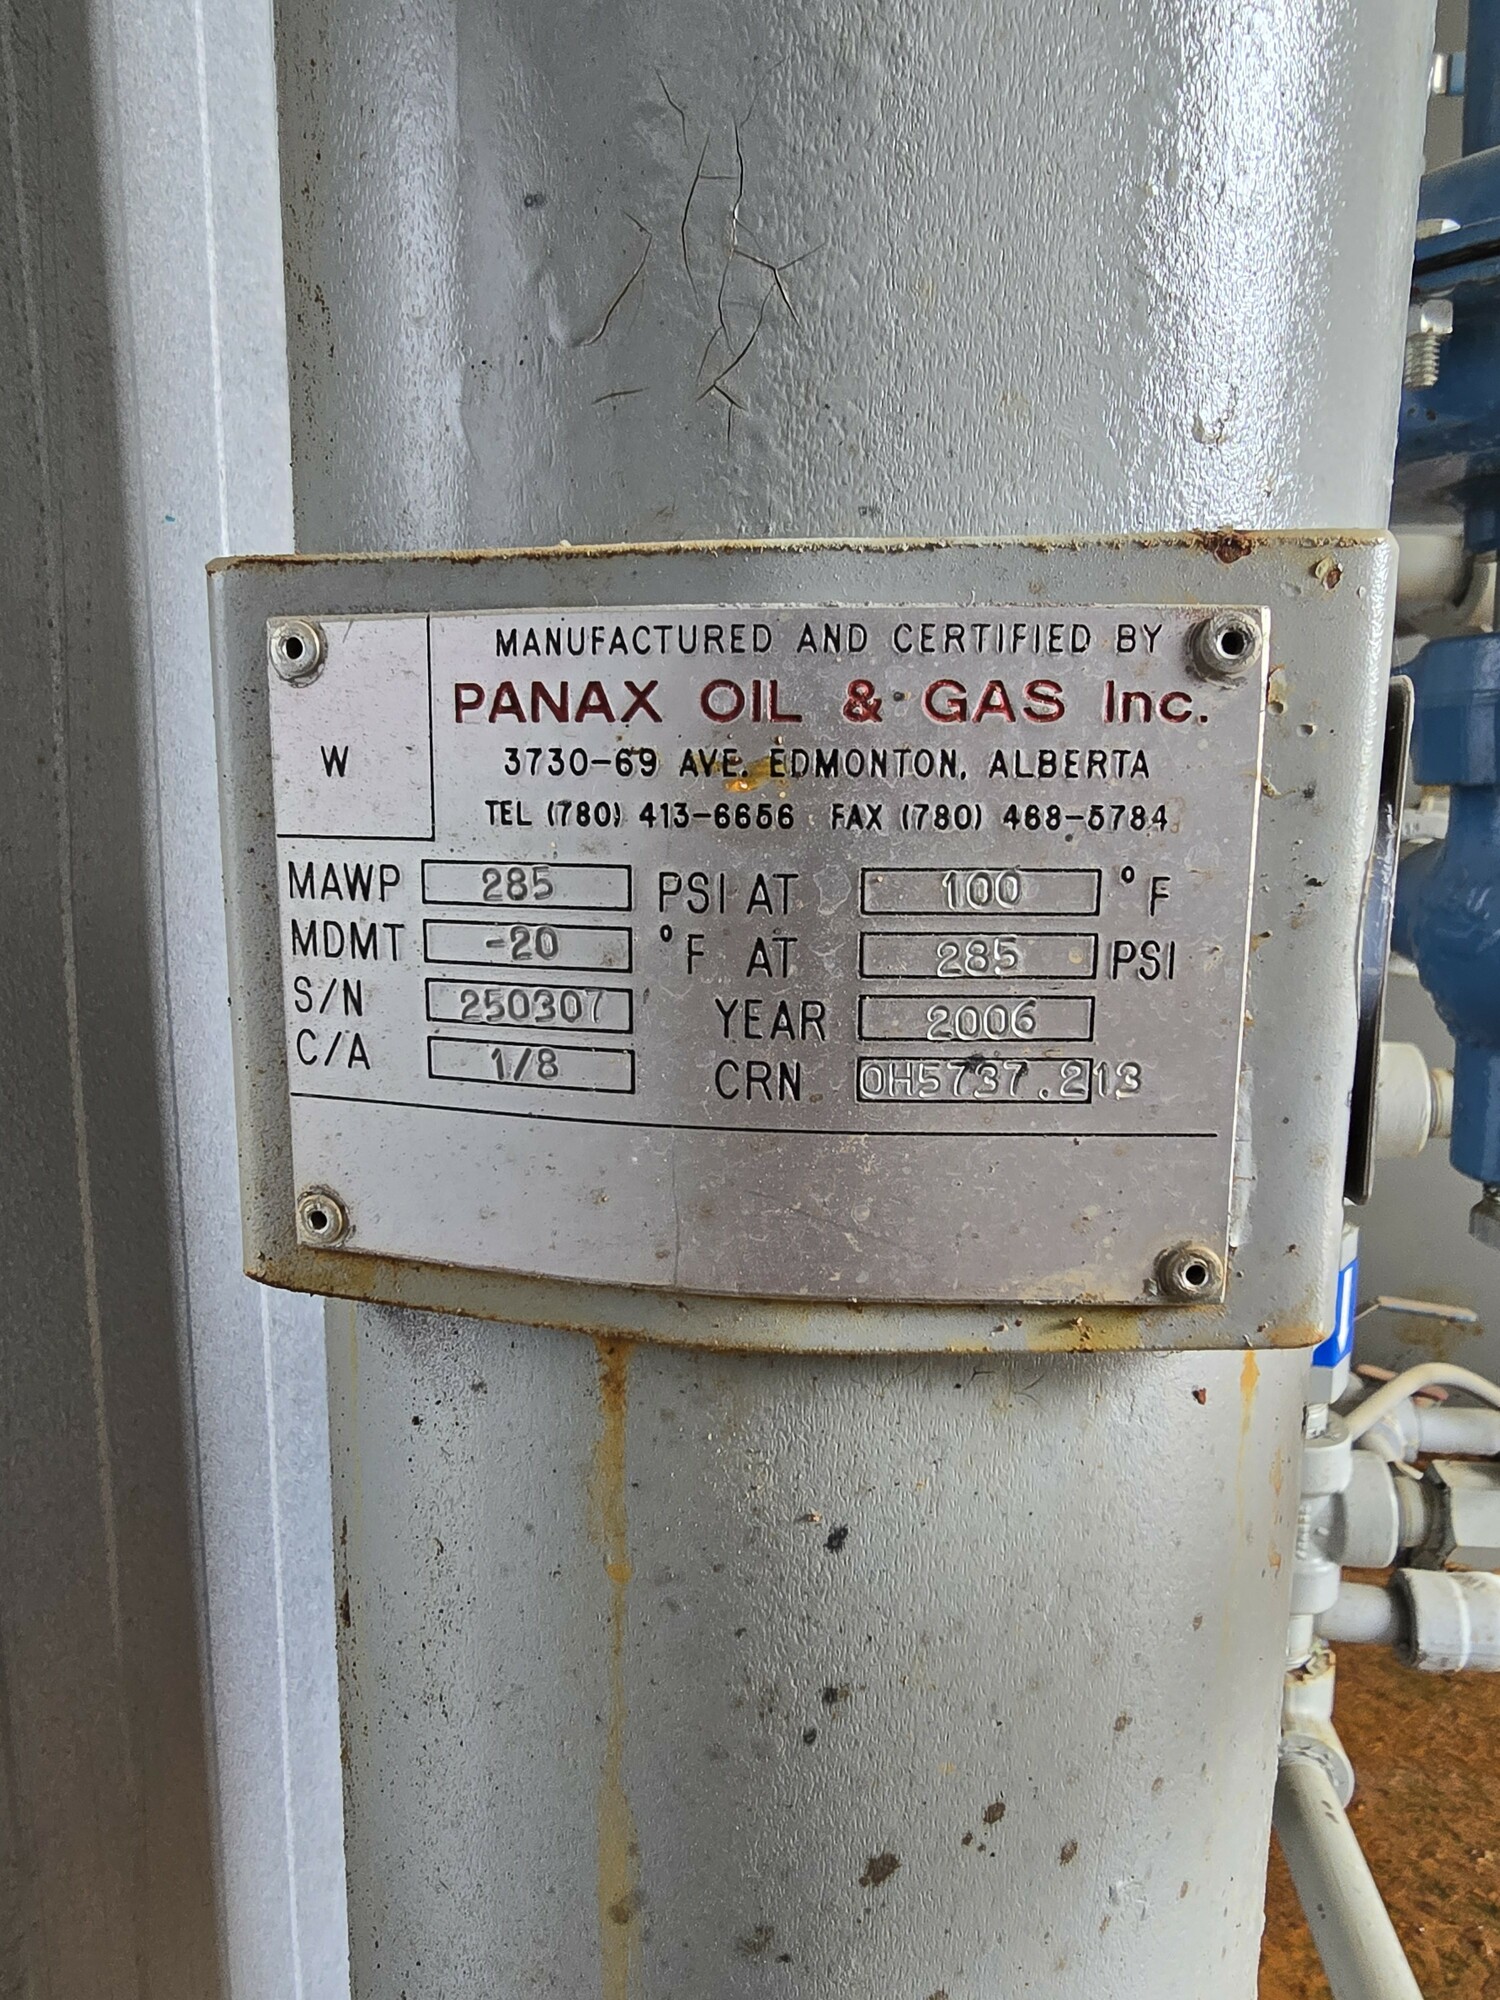 MANUFACTURED AND CERTIFIED BY
PANAX OIL & GAS Inc.
W
3730-69 AVE. EDMONTON, ALBERTA
TEL (780) 413-6656 FAX (780) 468-5784
MAWP 285 PSI AT 100 °F
MDMT -20 °F AT 285 PSI
S/N 250307 YEAR 2006
C/A 1/8 CRN 0H5737.213